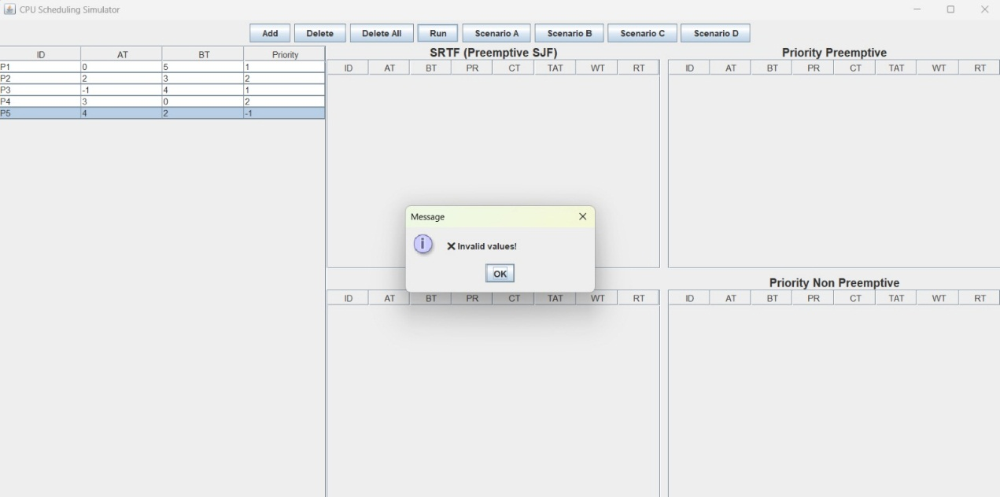 CPU Scheduling Simulator
Add Delete Delete All Run Scenario A Scenario B Scenario C Scenario D
ID AT BT Priority
P1 0 5 1
P2 2 3 2
P3 -1 4 1
P4 3 0 2
P5 4 2 -1
SRTF (Preemptive SJF)
ID AT BT PR CT TAT WT RT
Priority Preemptive
ID AT BT PR CT TAT WT RT
Message
i
✕ Invalid values!
OK
ID AT BT PR CT TAT WT RT
Priority Non Preemptive
ID AT BT PR CT TAT WT RT